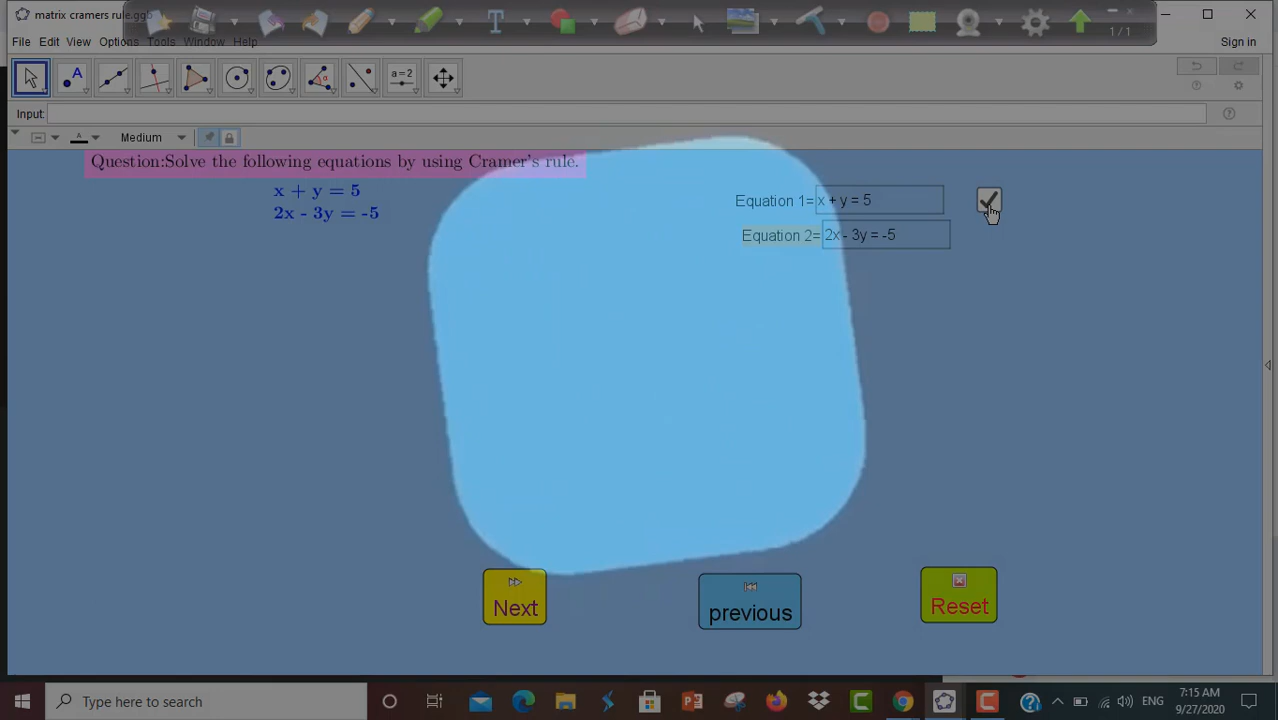 matrix cramers rule.ggb
1/1
File Edit View Options Tools Window Help
Sign in
A
a=2
Input:
A Medium
Question:Solve the following equations by using Cramer's rule.
x + y = 5
2x - 3y = -5
Equation 1= x + y = 5
Equation 2= 2x - 3y = -5
Next
previous
Reset
Type here to search
ENG
7:15 AM
9/27/2020